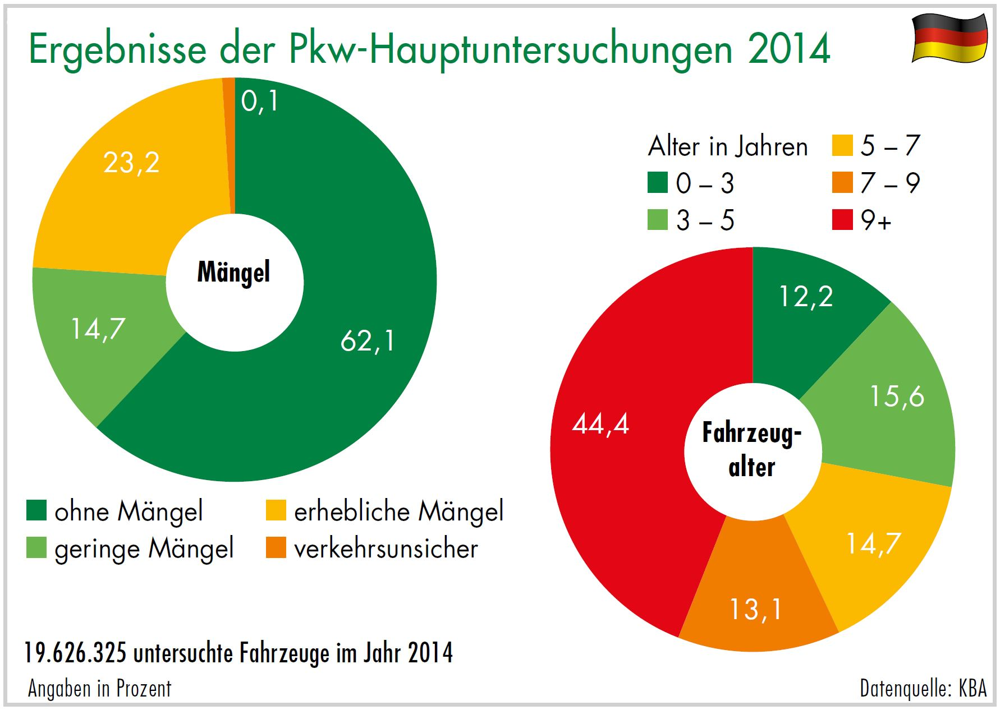 Ergebnisse der Pkw-Hauptuntersuchungen 2014
0,1
23,2
Mängel
14,7
62,1
ohne Mängel
geringe Mängel
erhebliche Mängel
verkehrsunsicher
Alter in Jahren
0 – 3
3 – 5
5 – 7
7 – 9
9+
12,2
15,6
44,4
Fahrzeug-
alter
14,7
13,1
19.626.325 untersuchte Fahrzeuge im Jahr 2014
Angaben in Prozent
Datenquelle: KBA